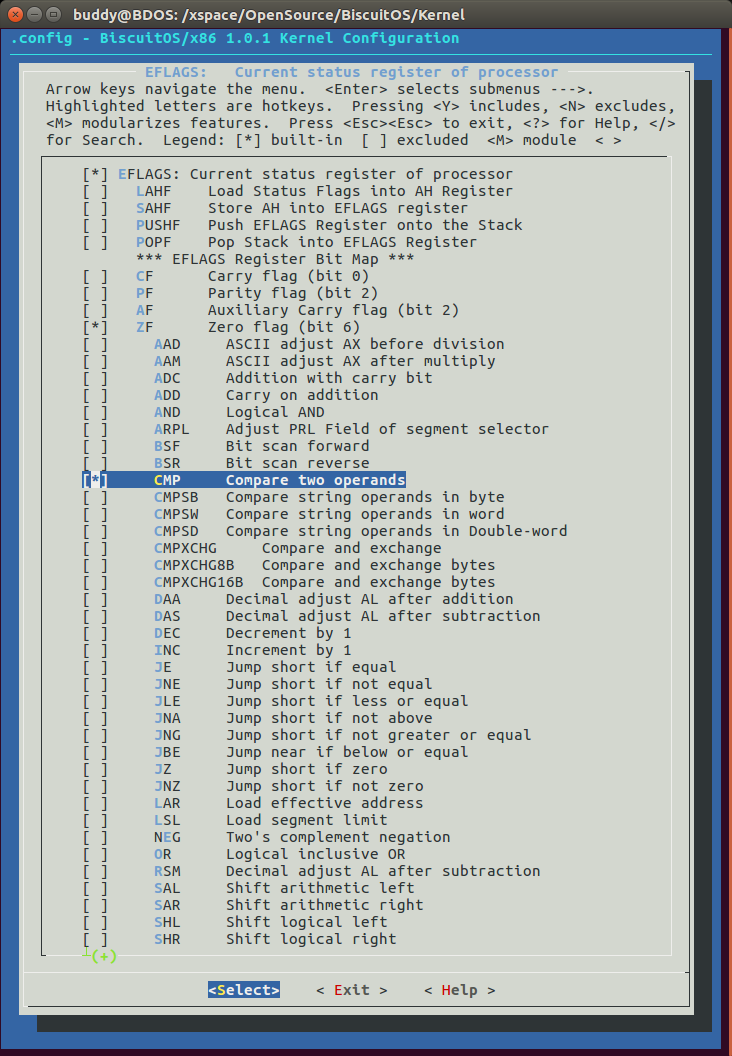 buddy@BDOS: /xspace/OpenSource/BiscuitOS/Kernel
.config - BiscuitOS/x86 1.0.1 Kernel Configuration
EFLAGS:   Current status register of processor
Arrow keys navigate the menu.  <Enter> selects submenus --->.
Highlighted letters are hotkeys.  Pressing <Y> includes, <N> excludes,
<M> modularizes features.  Press <Esc><Esc> to exit, <?> for Help, </>
for Search.  Legend: [*] built-in  [ ] excluded  <M> module  < >
[*] EFLAGS: Current status register of processor
[ ]   LAHF    Load Status Flags into AH Register
[ ]   SAHF    Store AH into EFLAGS register
[ ]   PUSHF   Push EFLAGS Register onto the Stack
[ ]   POPF    Pop Stack into EFLAGS Register
      *** EFLAGS Register Bit Map ***
[ ]   CF      Carry flag (bit 0)
[ ]   PF      Parity flag (bit 2)
[ ]   AF      Auxiliary Carry flag (bit 2)
[*]   ZF      Zero flag (bit 6)
[ ]     AAD     ASCII adjust AX before division
[ ]     AAM     ASCII adjust AX after multiply
[ ]     ADC     Addition with carry bit
[ ]     ADD     Carry on addition
[ ]     AND     Logical AND
[ ]     ARPL    Adjust PRL Field of segment selector
[ ]     BSF     Bit scan forward
[ ]     BSR     Bit scan reverse
[*]     CMP     Compare two operands
[ ]     CMPSB   Compare string operands in byte
[ ]     CMPSW   Compare string operands in word
[ ]     CMPSD   Compare string operands in Double-word
[ ]     CMPXCHG     Compare and exchange
[ ]     CMPXCHG8B   Compare and exchange bytes
[ ]     CMPXCHG16B  Compare and exchange bytes
[ ]     DAA     Decimal adjust AL after addition
[ ]     DAS     Decimal adjust AL after subtraction
[ ]     DEC     Decrement by 1
[ ]     INC     Increment by 1
[ ]     JE      Jump short if equal
[ ]     JNE     Jump short if not equal
[ ]     JLE     Jump short if less or equal
[ ]     JNA     Jump short if not above
[ ]     JNG     Jump short if not greater or equal
[ ]     JBE     Jump near if below or equal
[ ]     JZ      Jump short if zero
[ ]     JNZ     Jump short if not zero
[ ]     LAR     Load effective address
[ ]     LSL     Load segment limit
[ ]     NEG     Two's complement negation
[ ]     OR      Logical inclusive OR
[ ]     RSM     Decimal adjust AL after subtraction
[ ]     SAL     Shift arithmetic left
[ ]     SAR     Shift arithmetic right
[ ]     SHL     Shift logical left
[ ]     SHR     Shift logical right
(+)
<Select>    < Exit >    < Help >